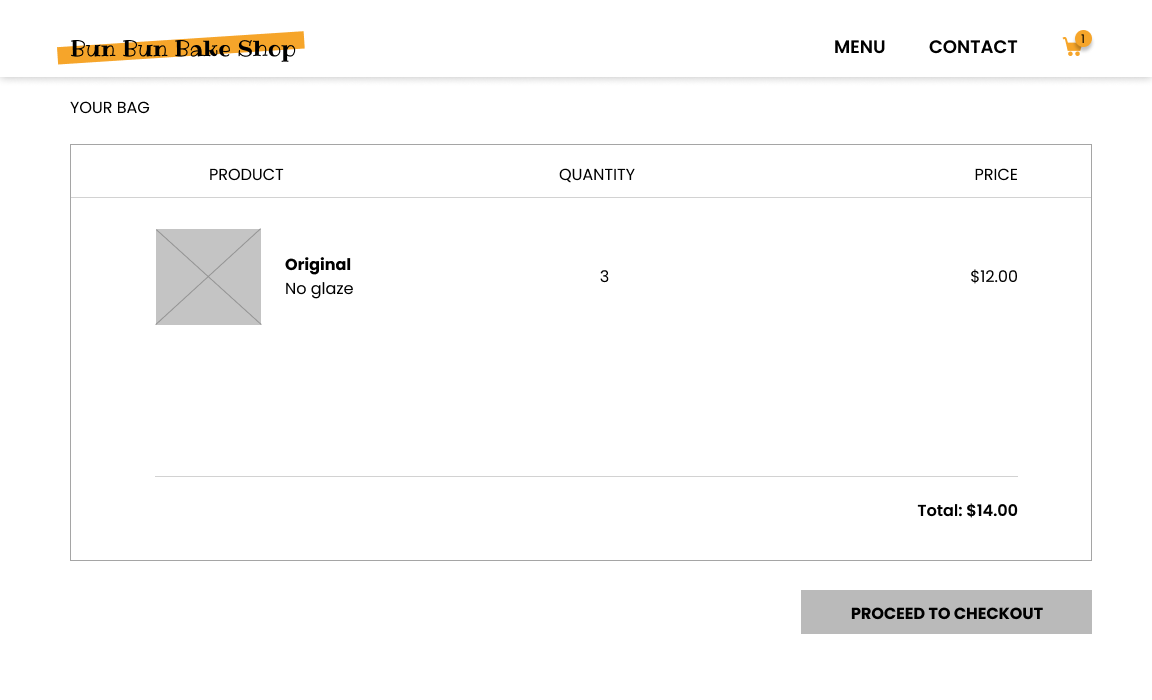 Bun Bun Bake Shop
MENU CONTACT 1
YOUR BAG
PRODUCT QUANTITY PRICE
Original
No glaze
3
$12.00
Total: $14.00
PROCEED TO CHECKOUT